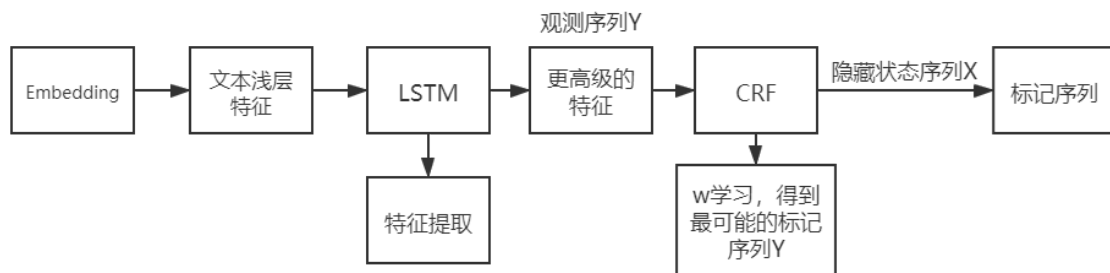 观测序列Y
Embedding
文本浅层
特征
LSTM
更高级的
特征
CRF
隐藏状态序列X
标记序列
特征提取
w学习，得到
最可能的标记
序列Y